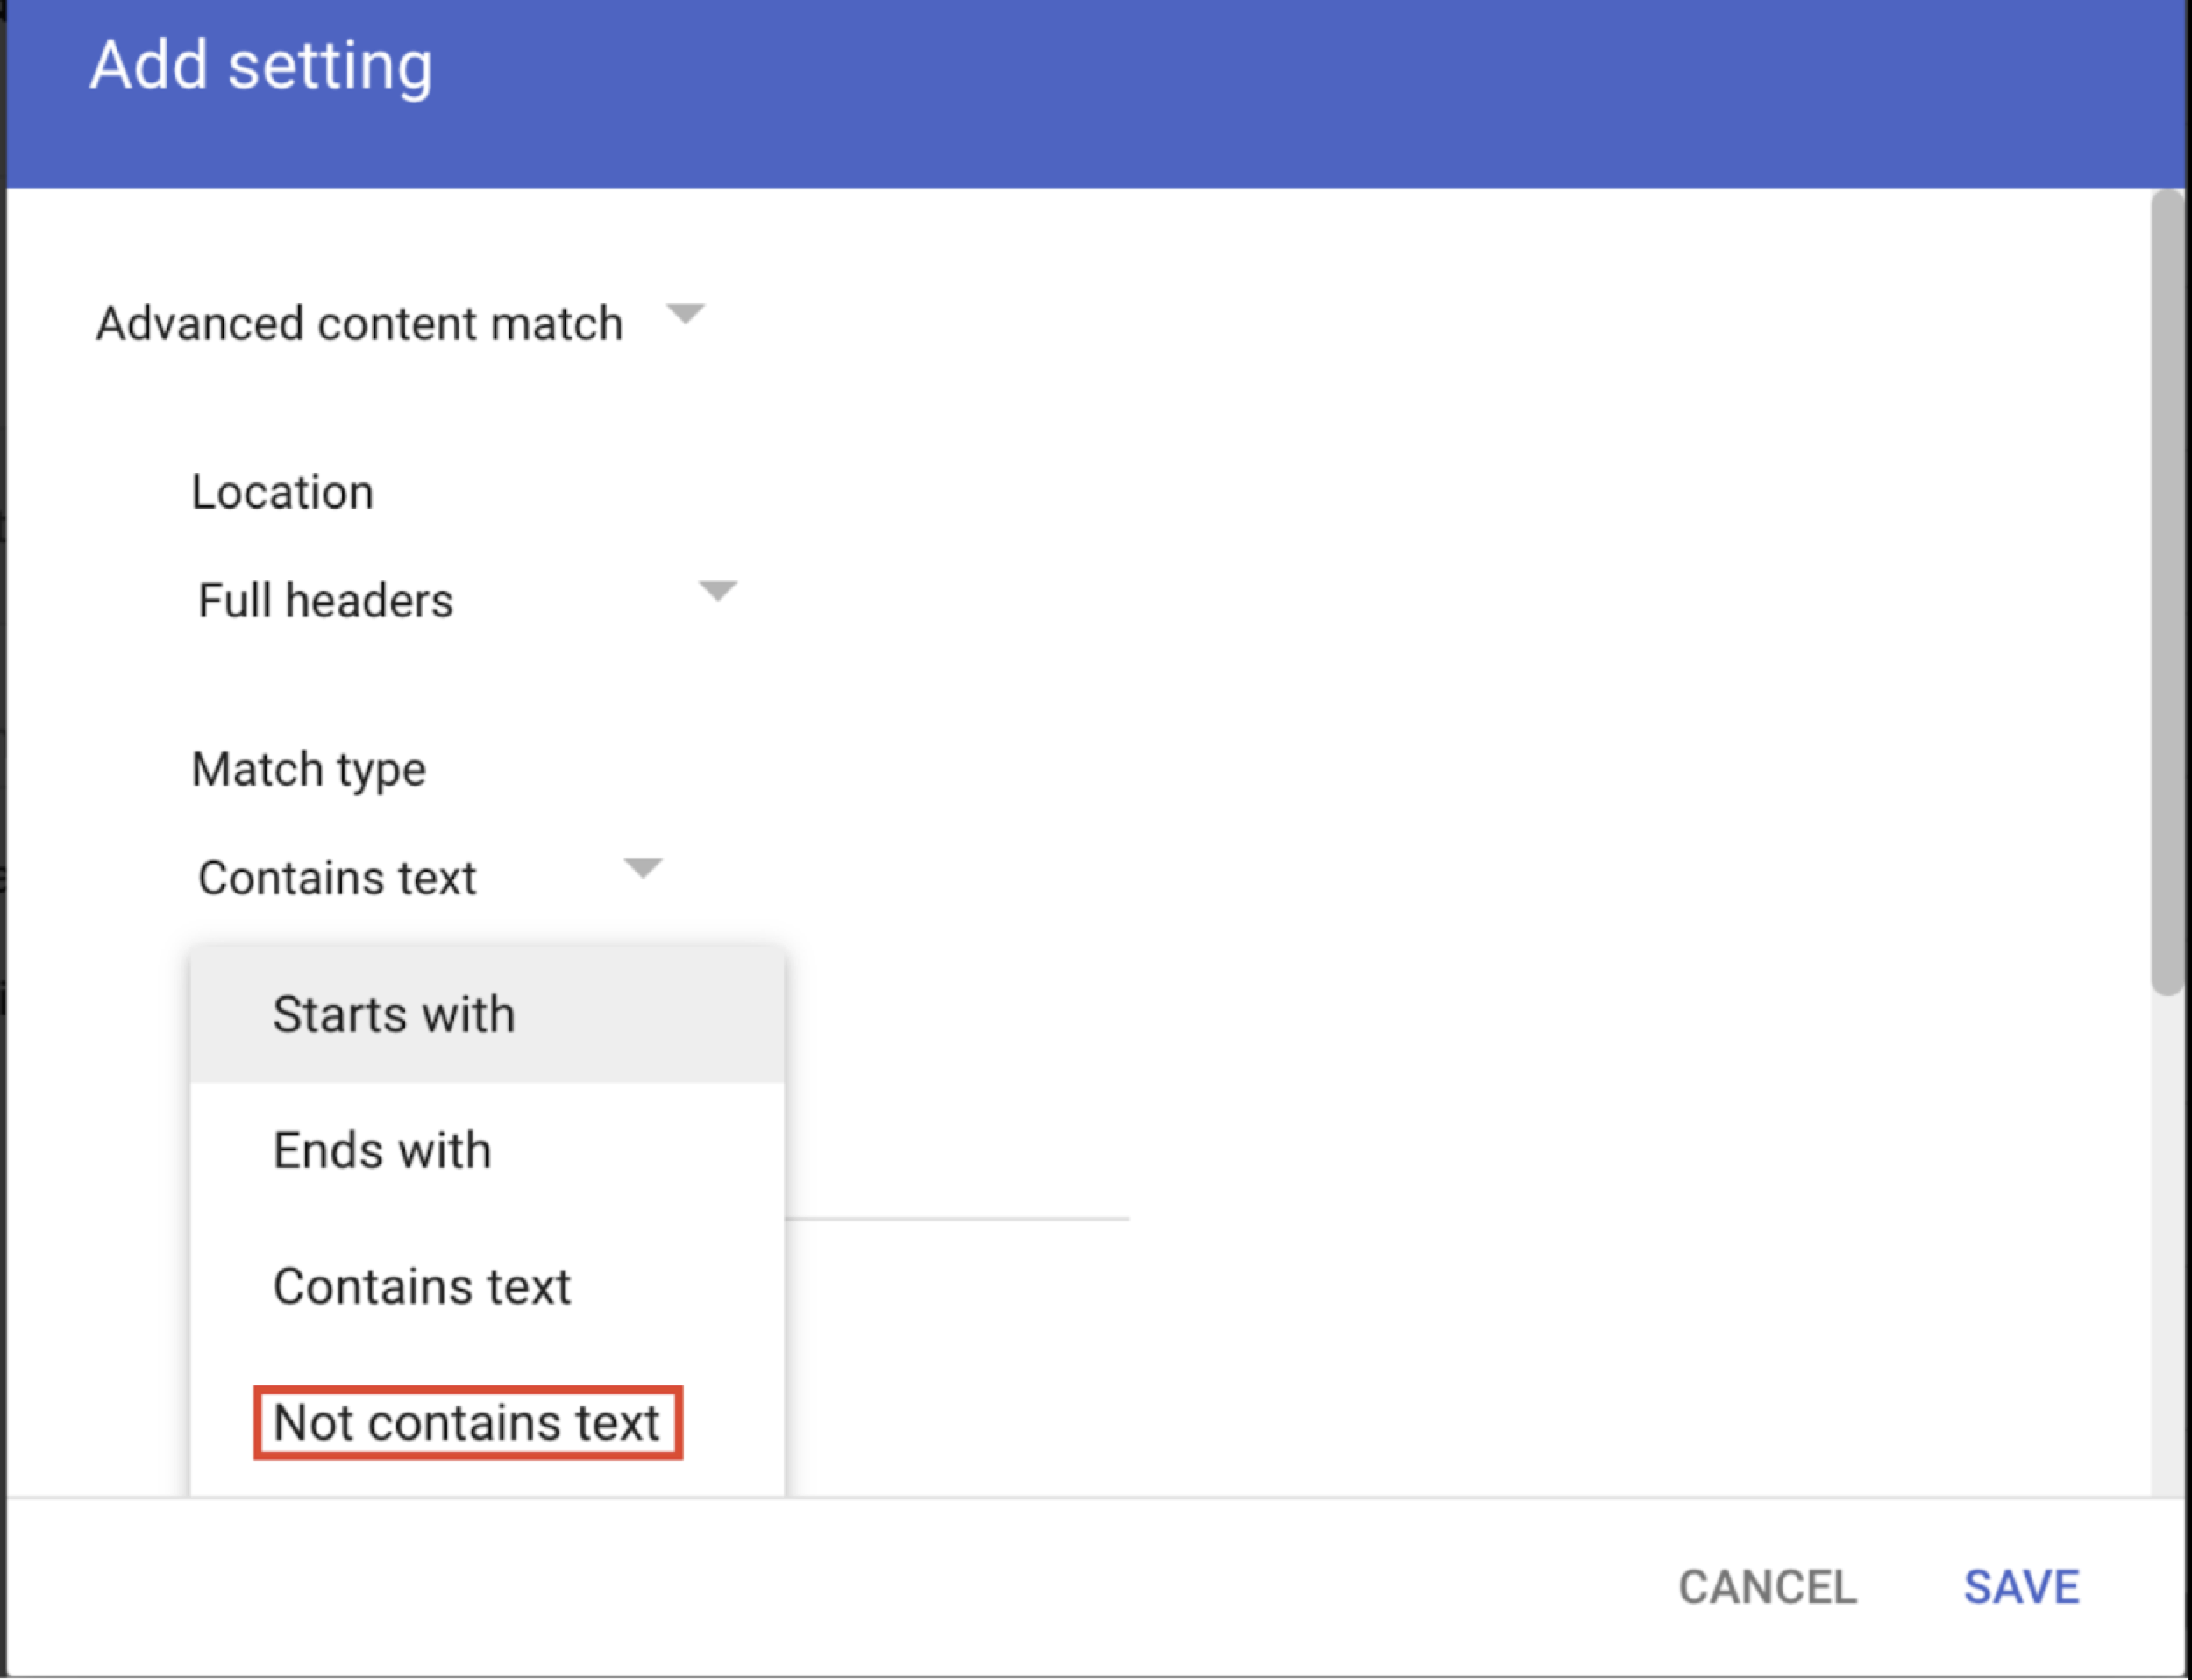 Add setting
Advanced content match
Location
Full headers
Match type
Contains text
Starts with
Ends with
Contains text
Not contains text
CANCEL SAVE